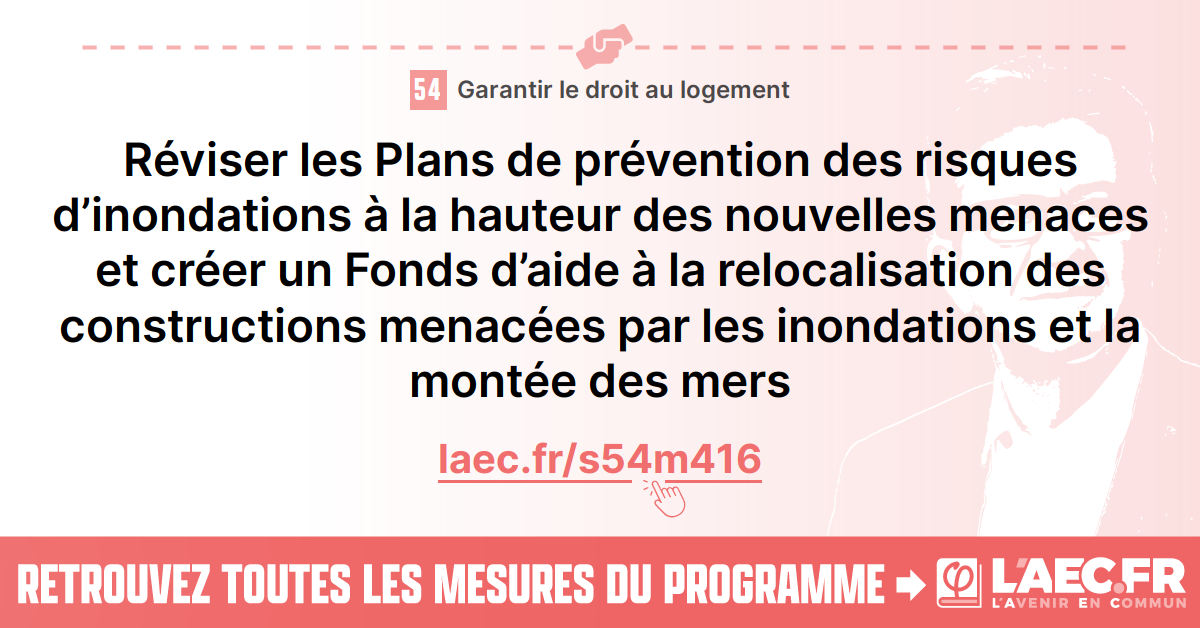 54 Garantir le droit au logement
Réviser les Plans de prévention des risques
d’inondations à la hauteur des nouvelles menaces
et créer un Fonds d’aide à la relocalisation des
constructions menacées par les inondations et la
montée des mers
laec.fr/s54m416
RETROUVEZ TOUTES LES MESURES DU PROGRAMME φ L'AEC.FR
L'AVENIR EN COMMUN